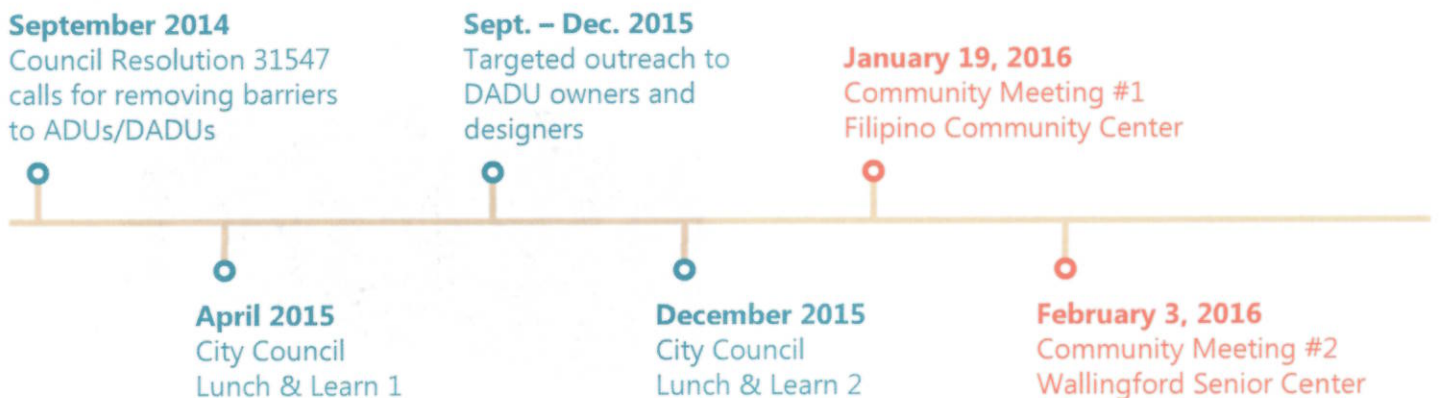 September 2014
Council Resolution 31547
calls for removing barriers
to ADUs/DADUs
Sept. – Dec. 2015
Targeted outreach to
DADU owners and
designers
January 19, 2016
Community Meeting #1
Filipino Community Center
April 2015
City Council
Lunch & Learn 1
December 2015
City Council
Lunch & Learn 2
February 3, 2016
Community Meeting #2
Wallingford Senior Center